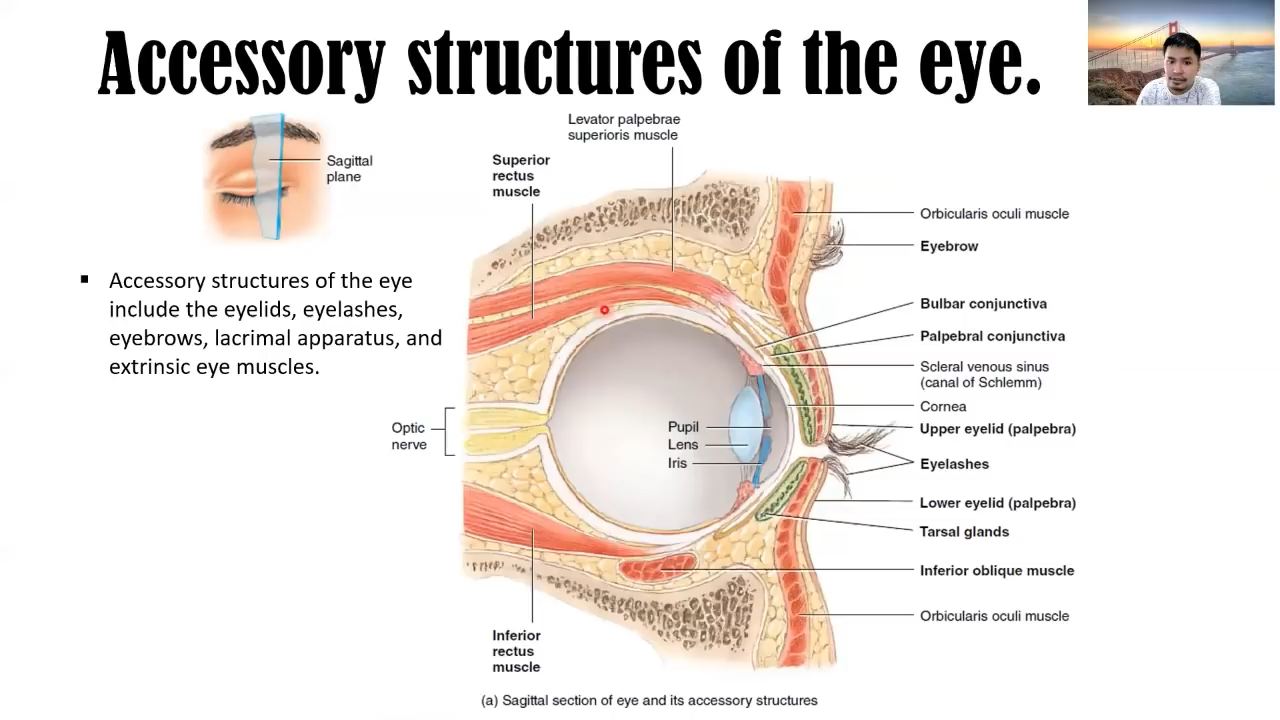 Accessory structures of the eye.
Sagittal
plane
▪ Accessory structures of the eye
include the eyelids, eyelashes,
eyebrows, lacrimal apparatus, and
extrinsic eye muscles.
Levator palpebrae
superioris muscle
Superior
rectus
muscle
Optic
nerve
Pupil
Lens
Iris
Orbicularis oculi muscle
Eyebrow
Bulbar conjunctiva
Palpebral conjunctiva
Scleral venous sinus
(canal of Schlemm)
Cornea
Upper eyelid (palpebra)
Eyelashes
Lower eyelid (palpebra)
Tarsal glands
Inferior oblique muscle
Orbicularis oculi muscle
Inferior
rectus
muscle
(a) Sagittal section of eye and its accessory structures